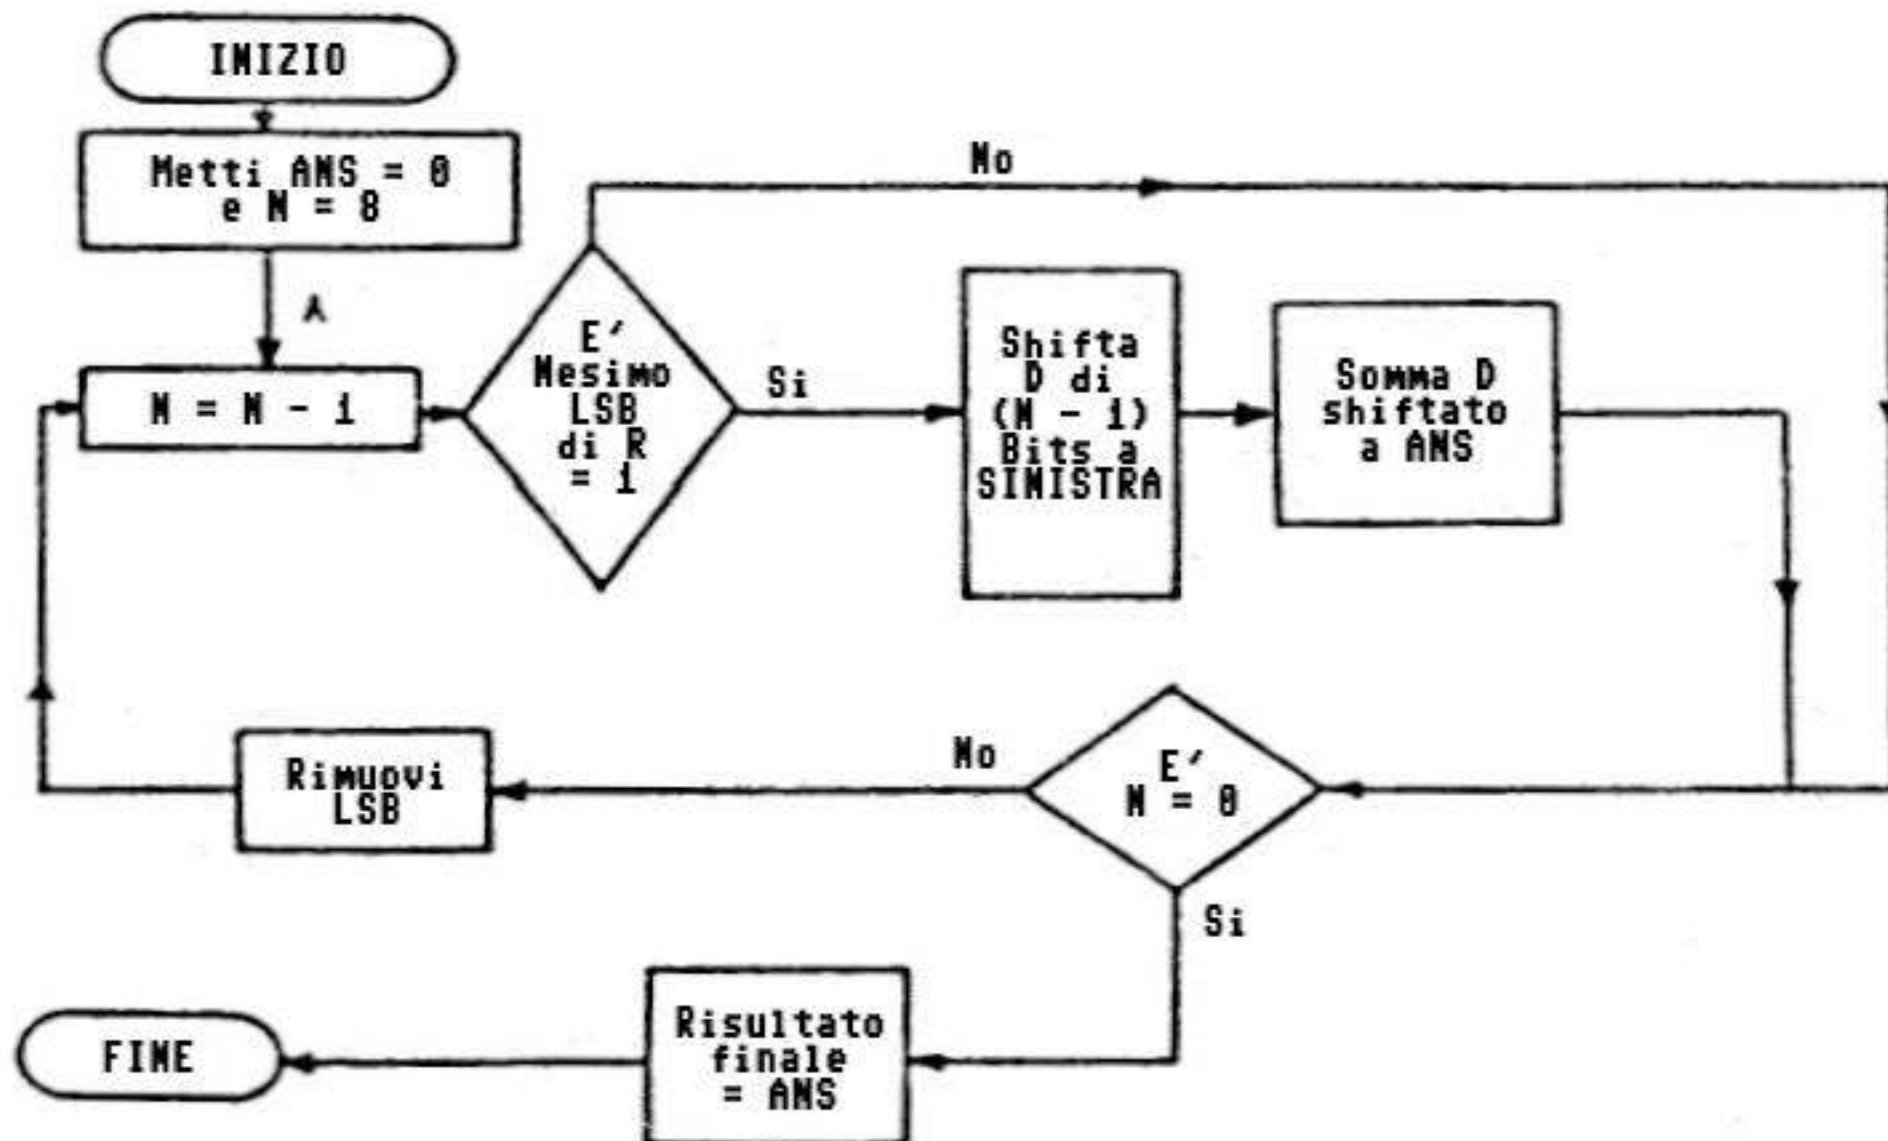 INIZIO
Metti ANS = 0
e N = 8
No
A
N = N - 1
E'
Nesimo
LSB
di R
= 1
Si
Shifta
D di
(N - 1)
Bits a
SINISTRA
Somma D
shiftato
a ANS
Rimuovi
LSB
No
E'
N = 0
Si
Risultato
finale
= ANS
FINE